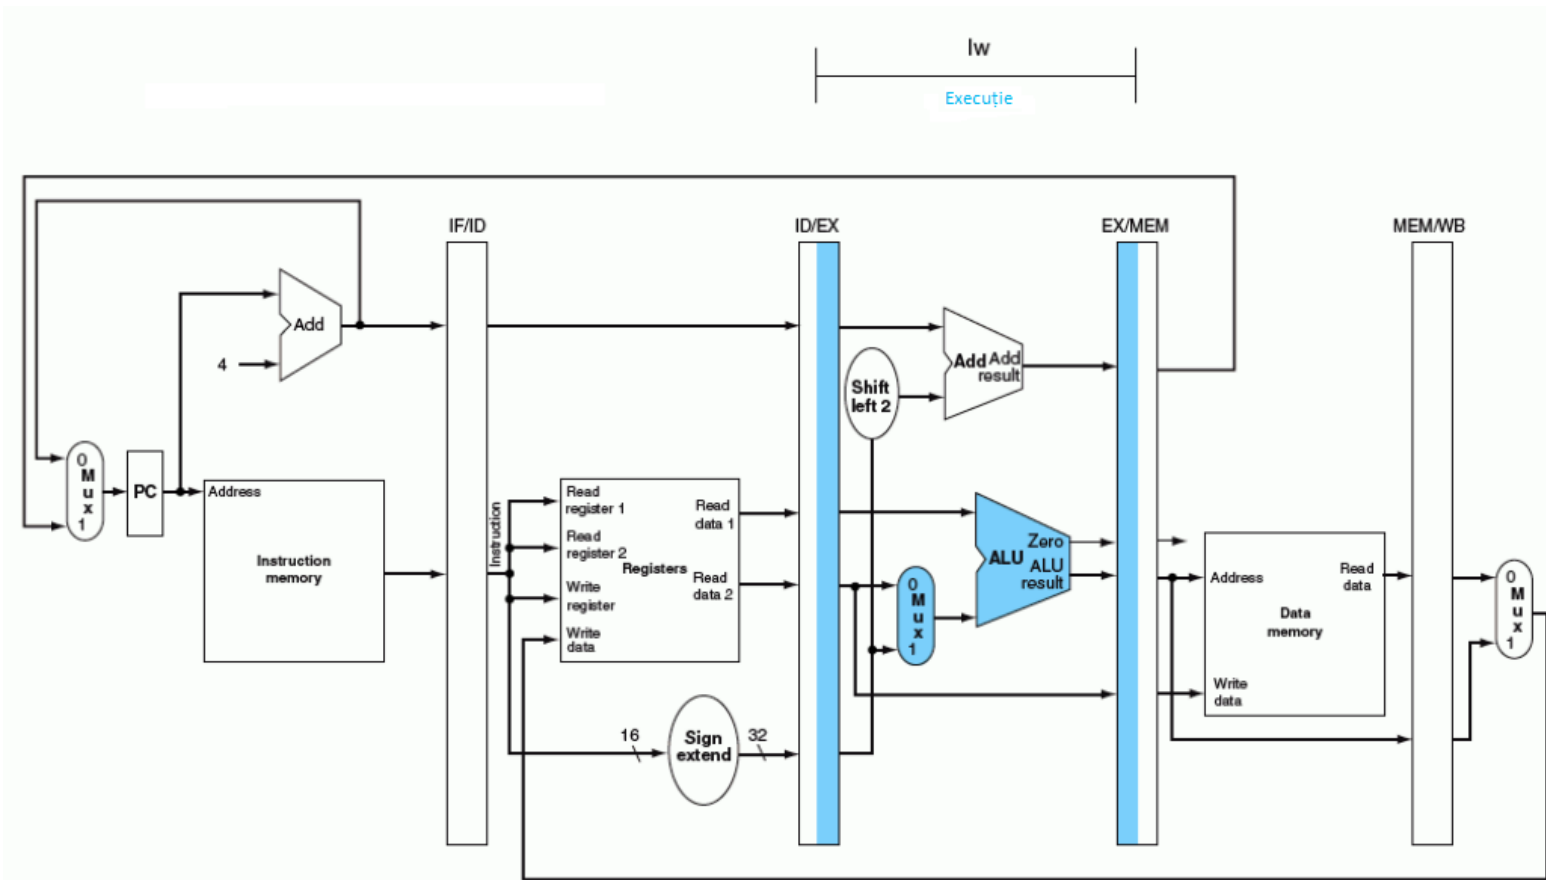 lw
Execuție
IF/ID
ID/EX
EX/MEM
MEM/WB
Add
4
Shift
left 2
Add Add
result
0
M
u
x
1
PC
Address
Instruction
memory
Instruction
Read
register 1
Read
register 2
Write
register
Write
data
Registers
Read
data 1
Read
data 2
16
Sign
extend
32
0
M
u
x
1
Zero
ALU
ALU
result
Address
Read
data
Data
memory
Write
data
0
M
u
x
1